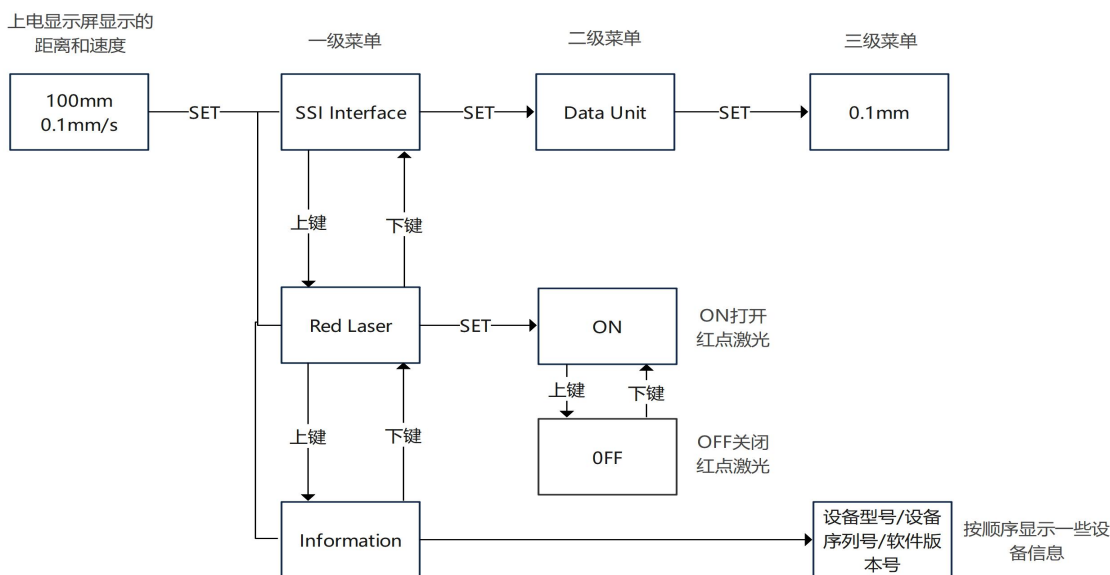 上电显示屏显示的
距离和速度
一级菜单
二级菜单
三级菜单
100mm
0.1mm/s
SET
SSI Interface
SET
Data Unit
SET
0.1mm
上键
下键
Red Laser
SET
ON
ON打开
红点激光
上键
下键
上键
下键
0FF
OFF关闭
红点激光
Information
设备型号/设备
序列号/软件版
本号
按顺序显示一些设
备信息